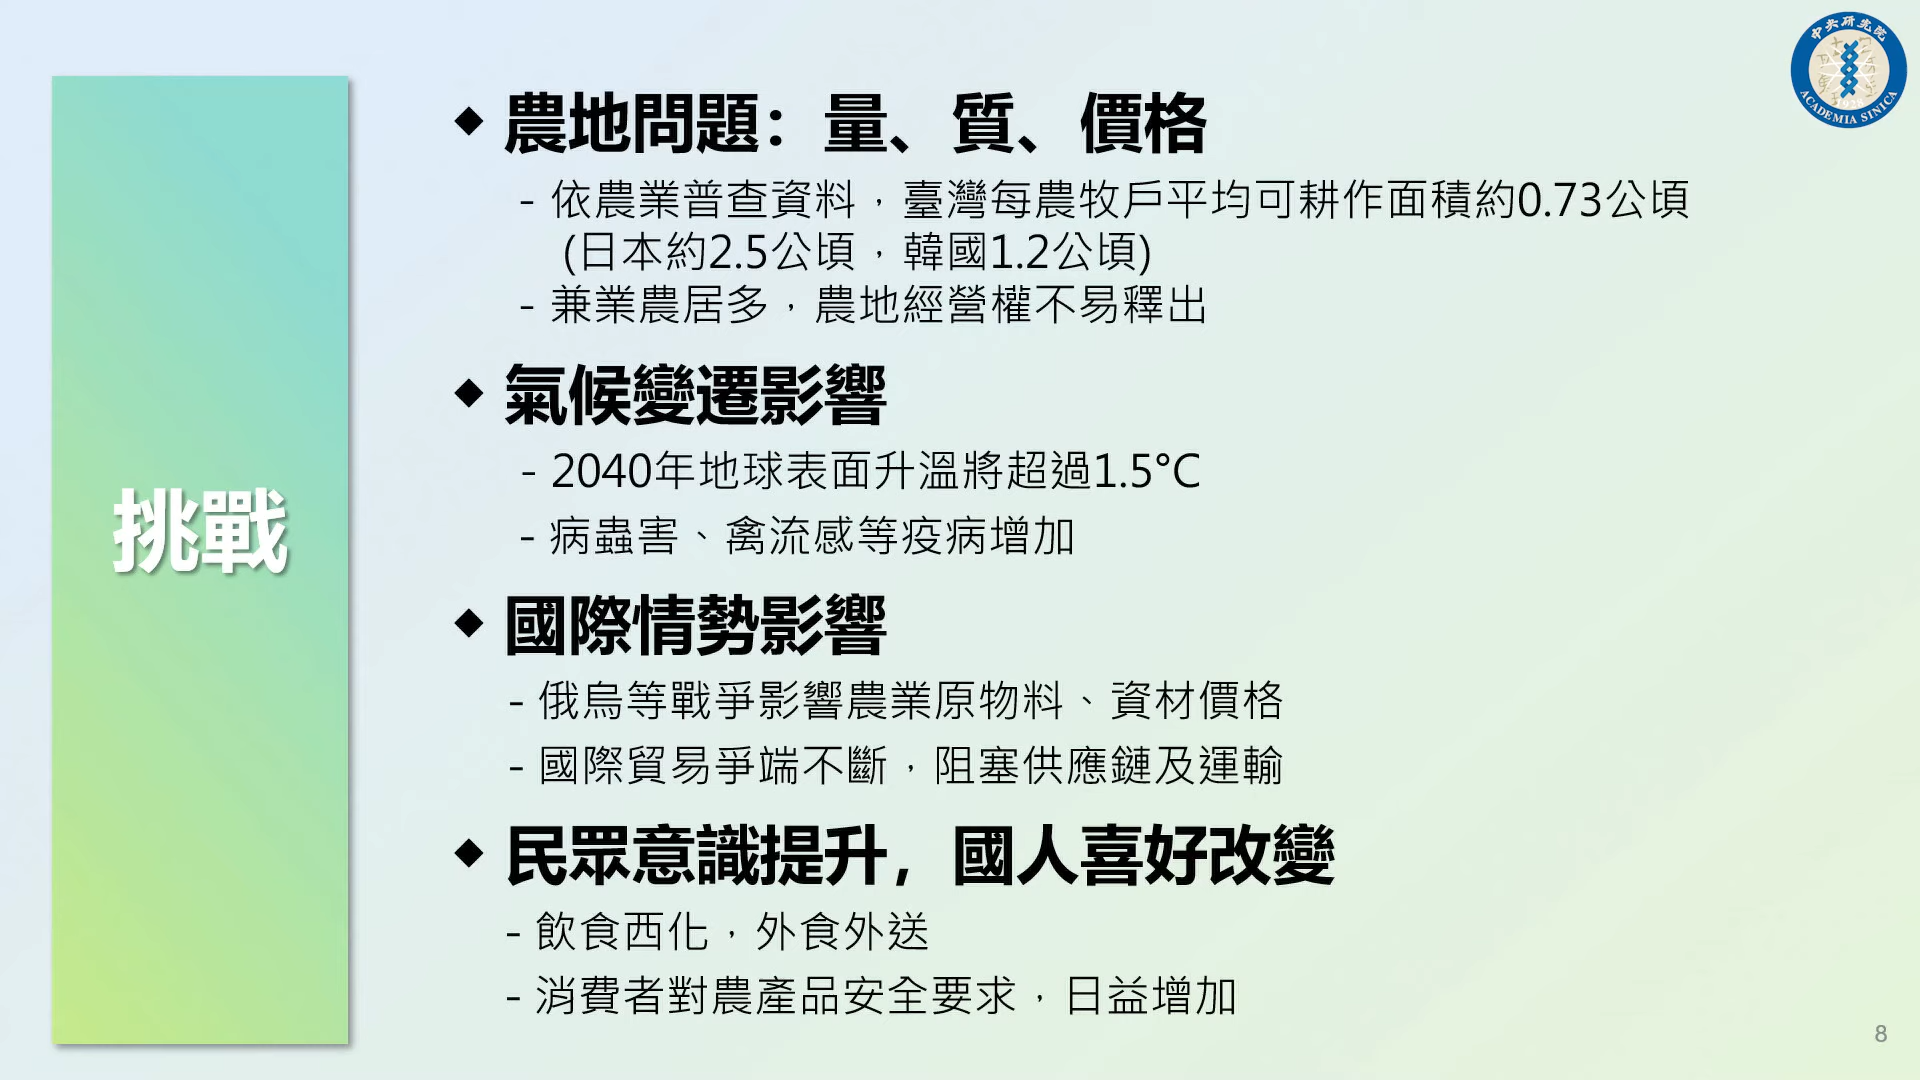 中央研究院
ACADEMIA SINICA
挑戰
◆ 農地問題：量、質、價格
- 依農業普查資料，臺灣每農牧戶平均可耕作面積約0.73公頃
(日本約2.5公頃，韓國1.2公頃)
- 兼業農居多，農地經營權不易釋出
◆ 氣候變遷影響
- 2040年地球表面升溫將超過1.5°C
- 病蟲害、禽流感等疫病增加
◆ 國際情勢影響
- 俄烏等戰爭影響農業原物料、資材價格
- 國際貿易爭端不斷，阻塞供應鏈及運輸
◆ 民眾意識提升，國人喜好改變
- 飲食西化，外食外送
- 消費者對農產品安全要求，日益增加
8